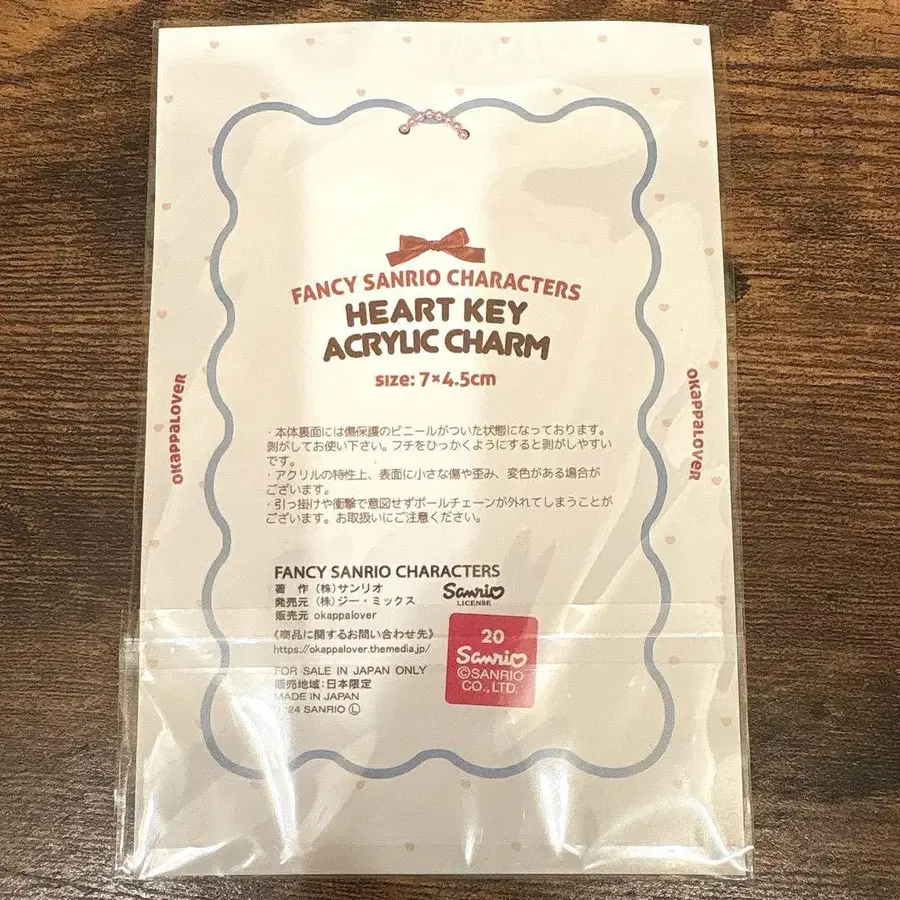 FANCY SANRIO CHARACTERS
HEART KEY
ACRYLIC CHARM
SIZE: 7×4.5cm
okappalover
okappalover
・本体裏面には傷保護のビニールがついた状態になっております。
剥がしてお使い下さい。フチをひっかくようにすると剥がしやすい
です。
・アクリルの特性上、表面に小さな傷や歪み、変色がある場合が
ございます。
・引っ掛けや衝撃で意図せずボールチェーンが外れてしまうことが
ございます。お取扱いにご注意ください。
FANCY SANRIO CHARACTERS
著 作 (株)サンリオ
発売元 (株)ジー・ミックス
販売元 okappalover
Sanrio
LICENSE
《商品に関するお問い合わせ先》
https://okappalover.themedia.jp/
20
Sanrio
©SANRIO
CO.,LTD.
FOR SALE IN JAPAN ONLY
販売地域:日本限定
MADE IN JAPAN
'24 SANRIO Ⓛ